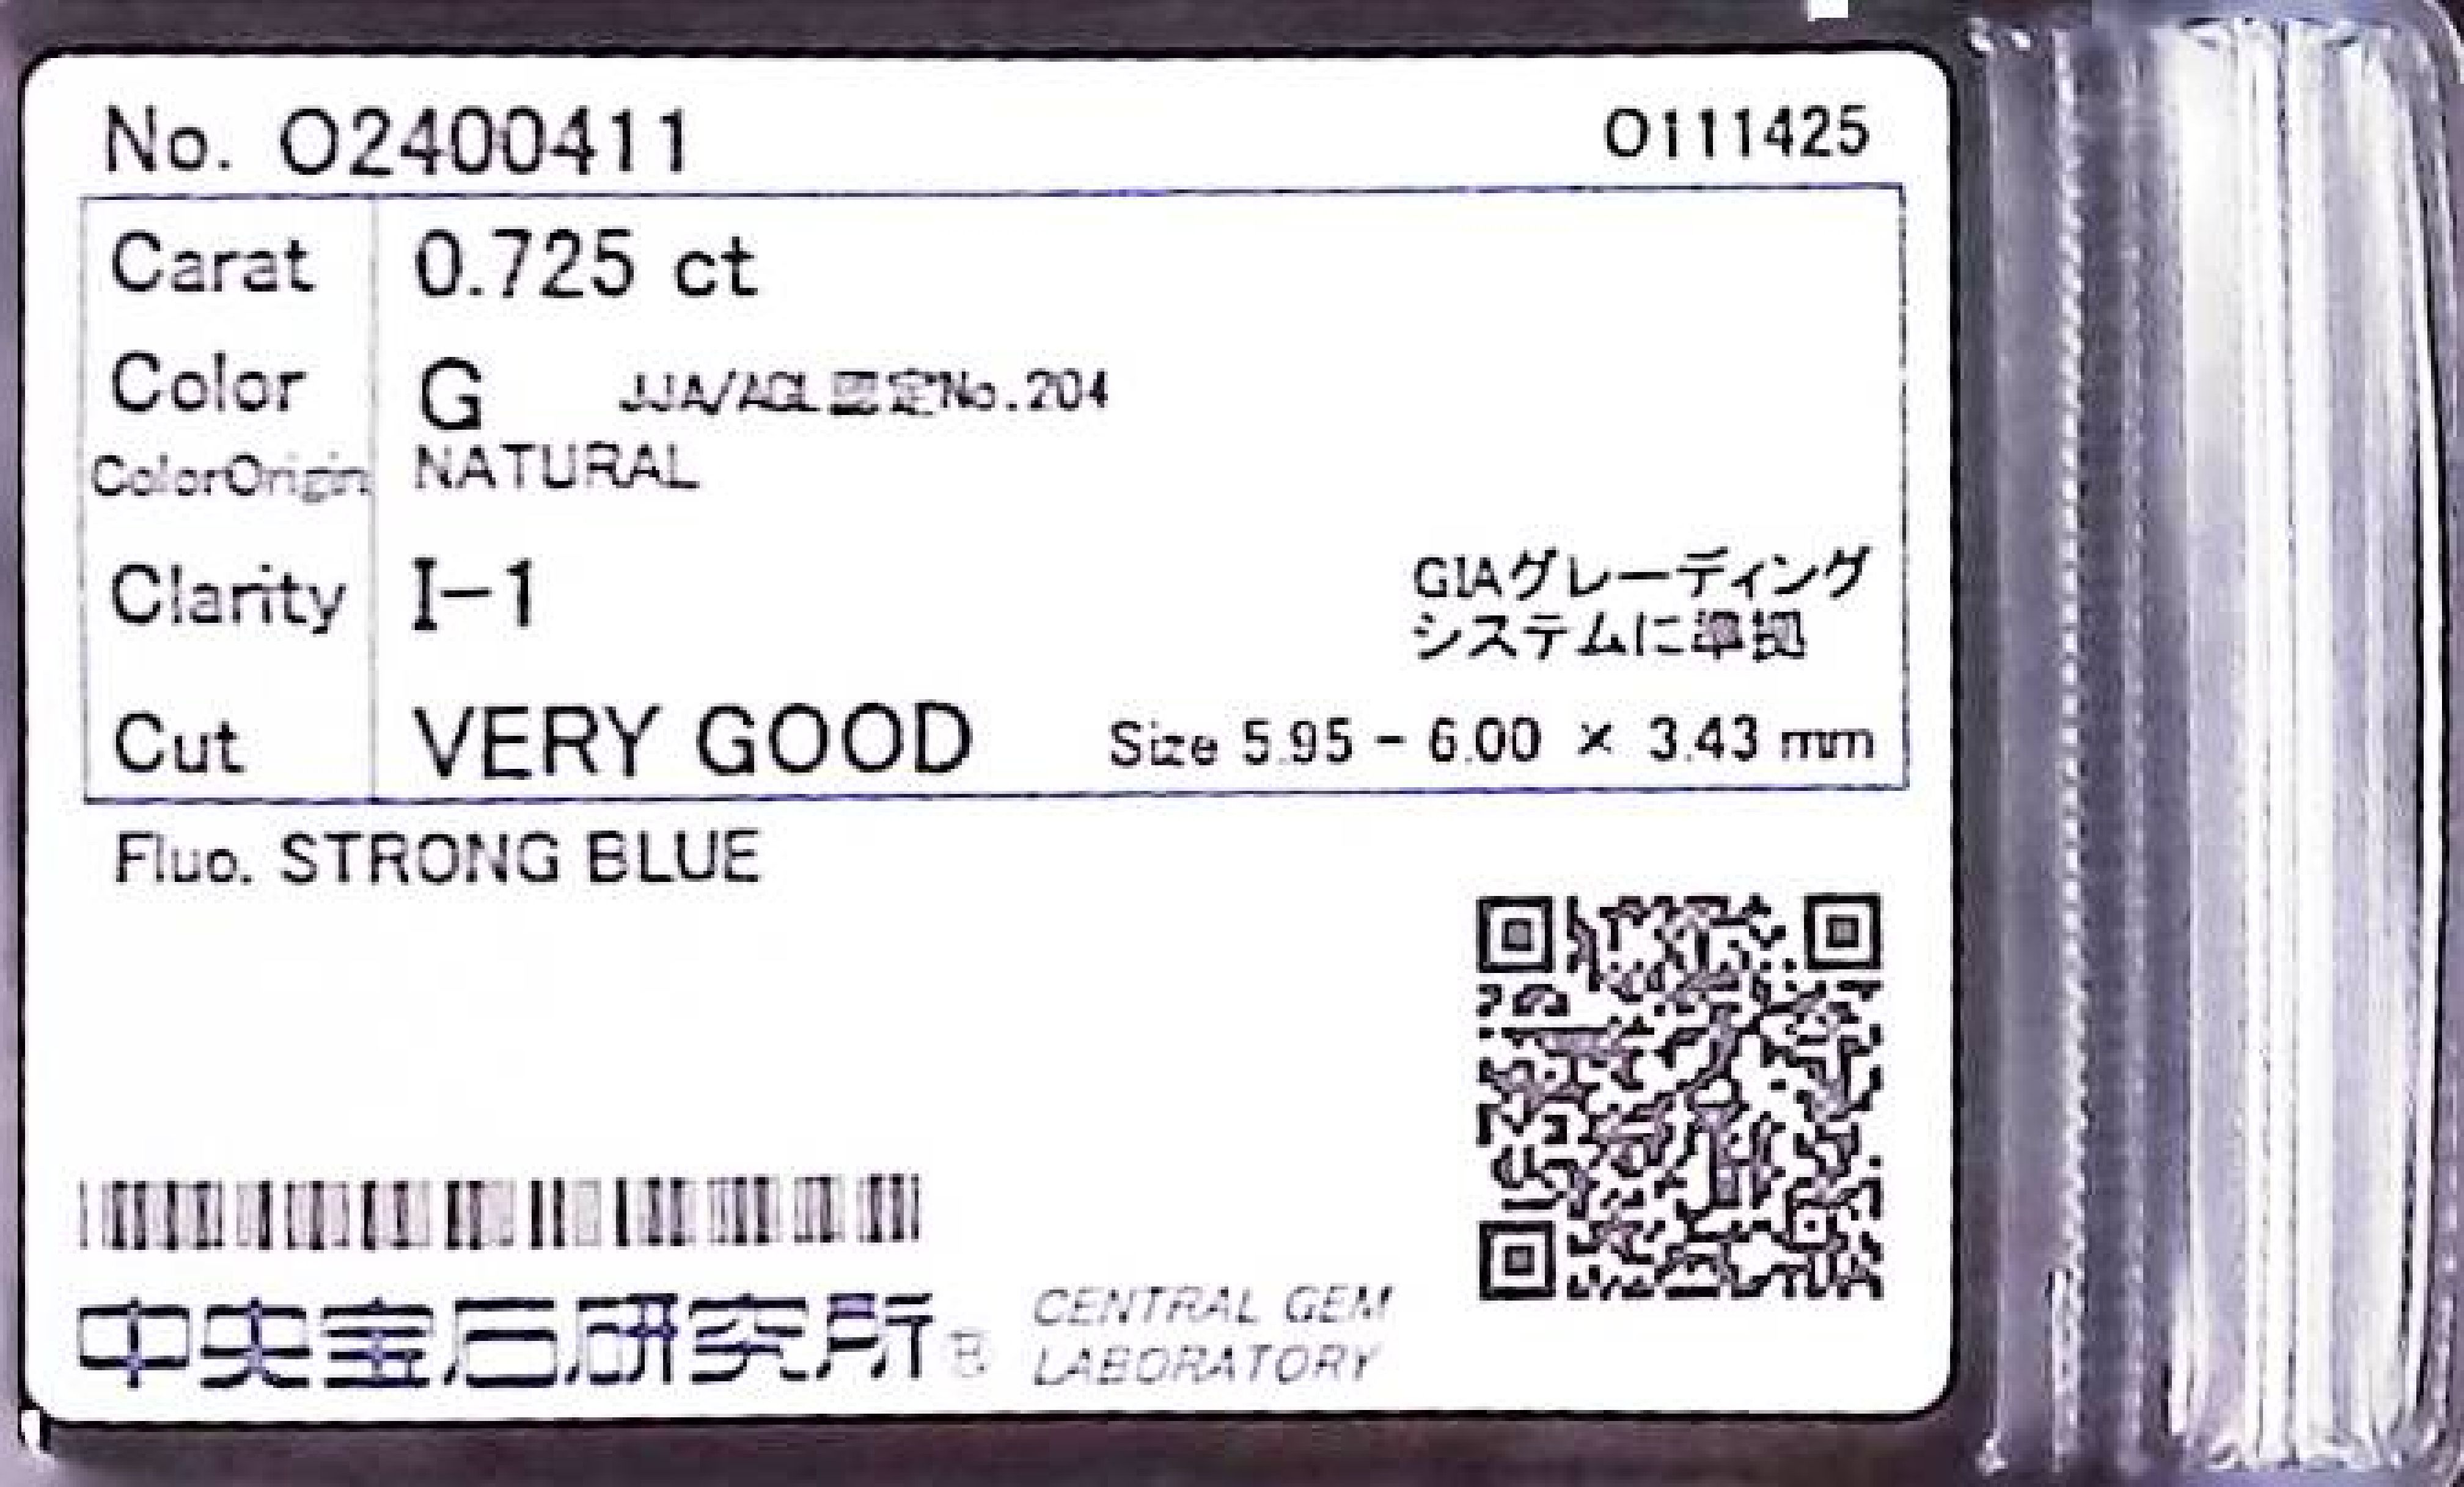 No. O2400411 O111425
Carat 0.725 ct
Color G JJA/AGL認定No.204
ColorOrigin NATURAL
Clarity I-1 GIAグレーディング
システムに準拠
Cut VERY GOOD Size 5.95 - 6.00 × 3.43 mm
Fluo. STRONG BLUE
中央宝石研究所® CENTRAL GEM
LABORATORY